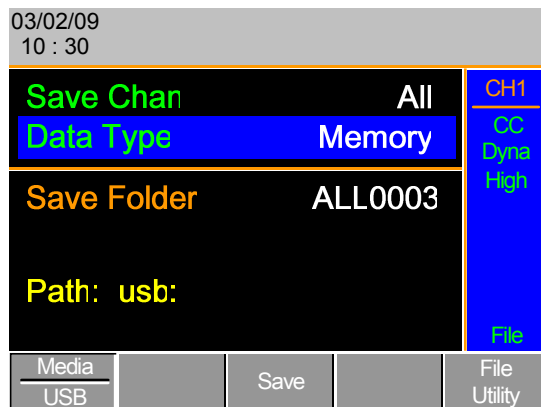 03/02/09
10 : 30
Save Chan All
Data Type Memory
Save Folder ALL0003
Path: usb:
CH1
CC
Dyna
High
File
Media
USB
Save
File
Utility